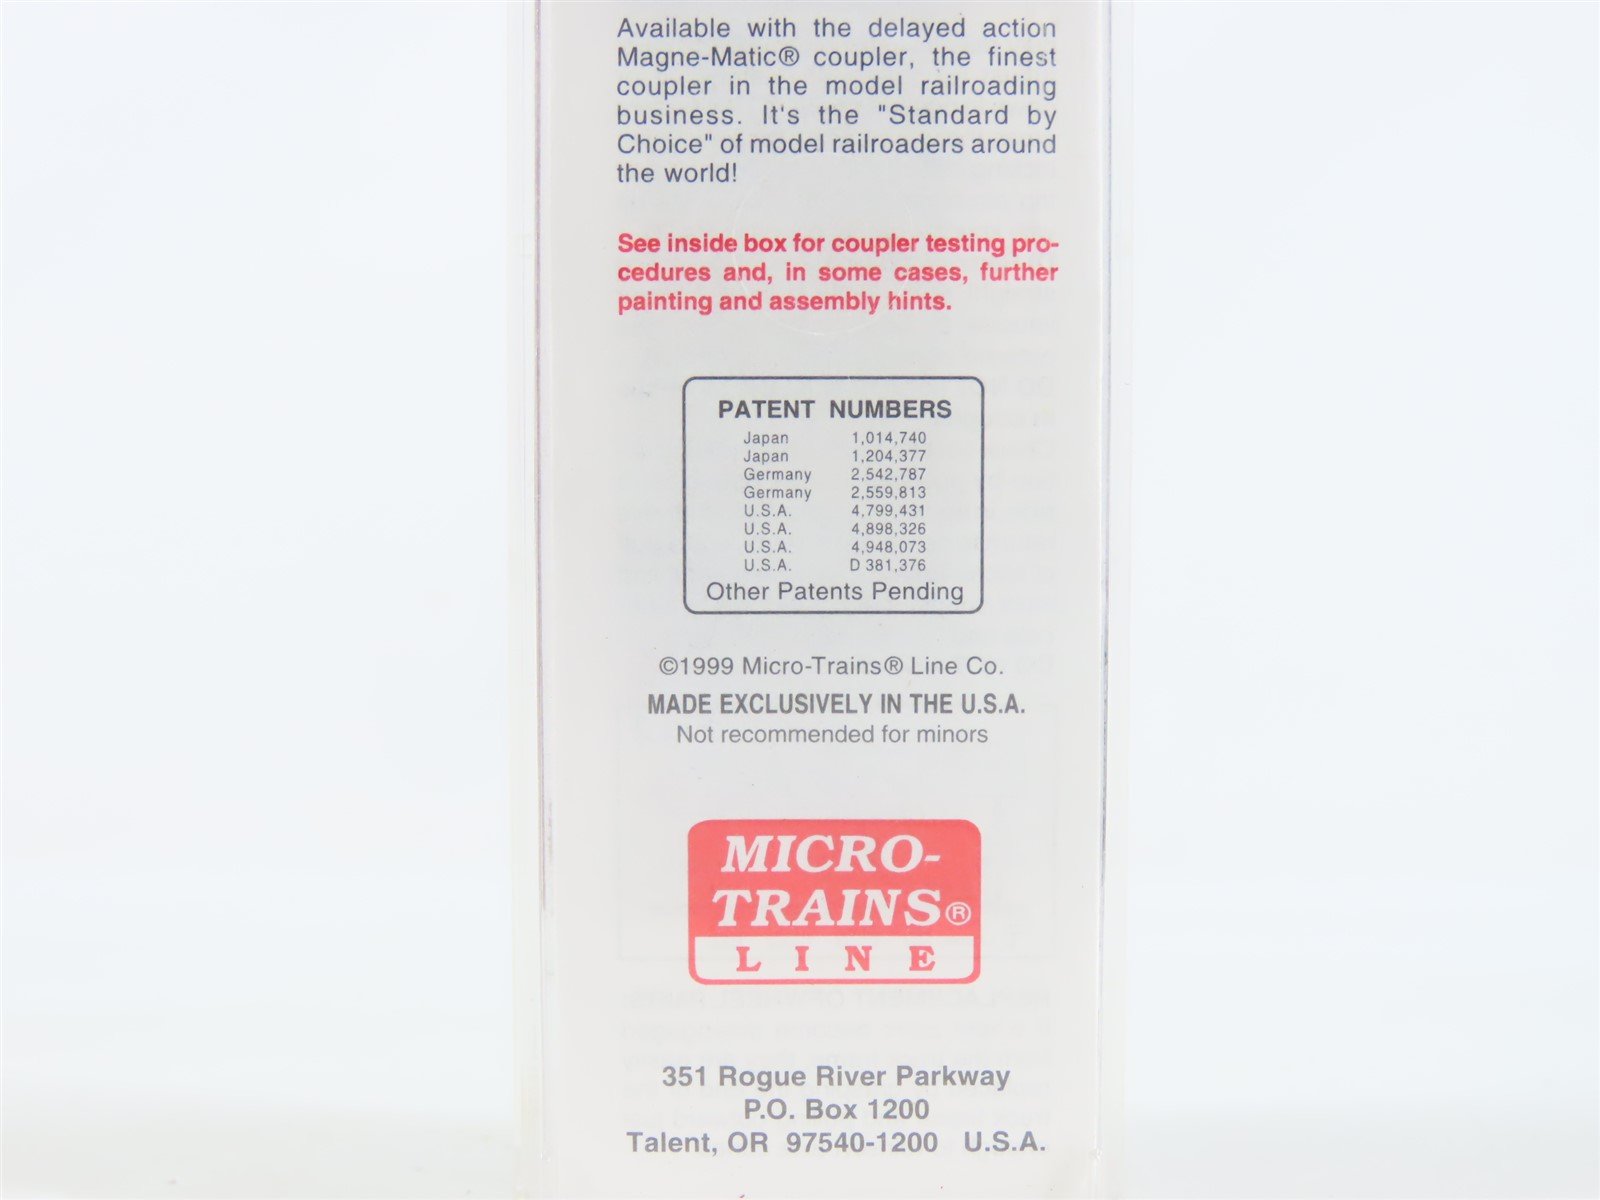 Available with the delayed action
Magne-Matic® coupler, the finest
coupler in the model railroading
business. It's the "Standard by
Choice" of model railroaders around
the world!
See inside box for coupler testing pro-
cedures and, in some cases, further
painting and assembly hints.
PATENT NUMBERS
Japan 1,014,740
Japan 1,204,377
Germany 2,542,787
Germany 2,559,813
U.S.A. 4,799,431
U.S.A. 4,898,326
U.S.A. 4,948,073
U.S.A. D 381,376
Other Patents Pending
©1999 Micro-Trains® Line Co.
MADE EXCLUSIVELY IN THE U.S.A.
Not recommended for minors
MICRO-
TRAINS®
LINE
351 Rogue River Parkway
P.O. Box 1200
Talent, OR 97540-1200 U.S.A.